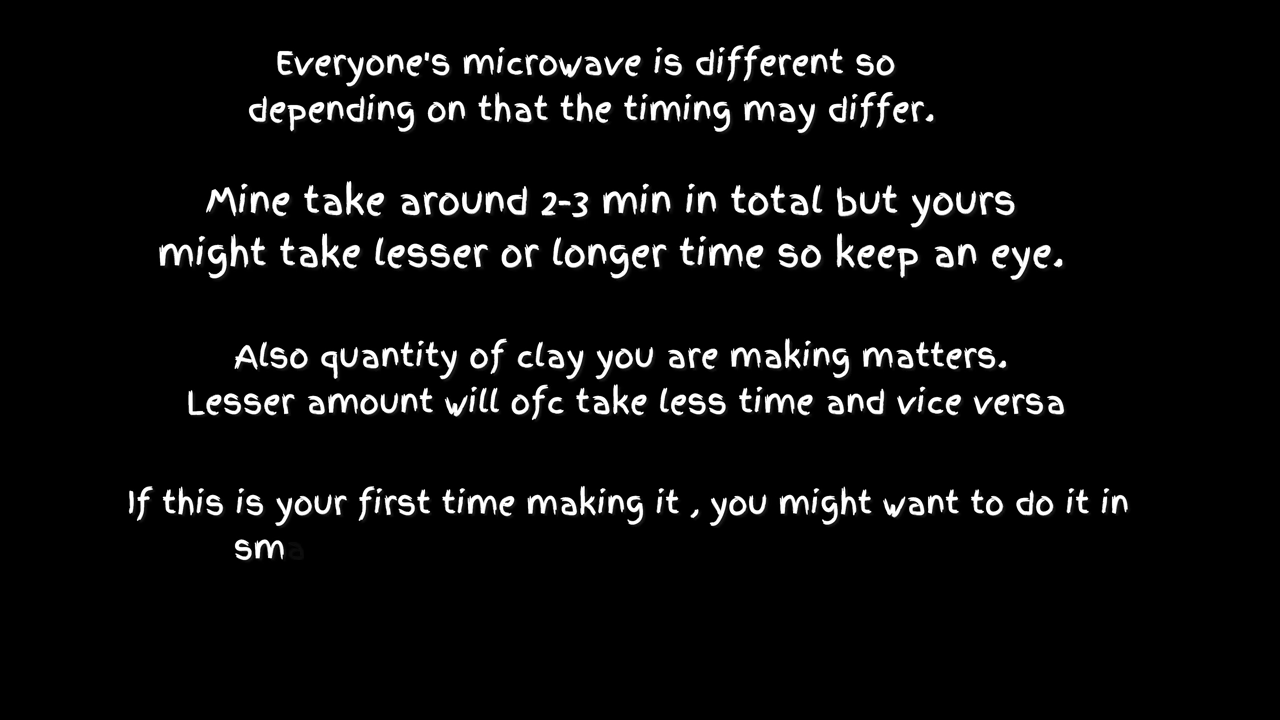 Everyone's microwave is different so
depending on that the timing may differ.
Mine take around 2-3 min in total but yours
might take lesser or longer time so keep an eye.
Also quantity of clay you are making matters.
Lesser amount will ofc take less time and vice versa
If this is your first time making it , you might want to do it in
sma